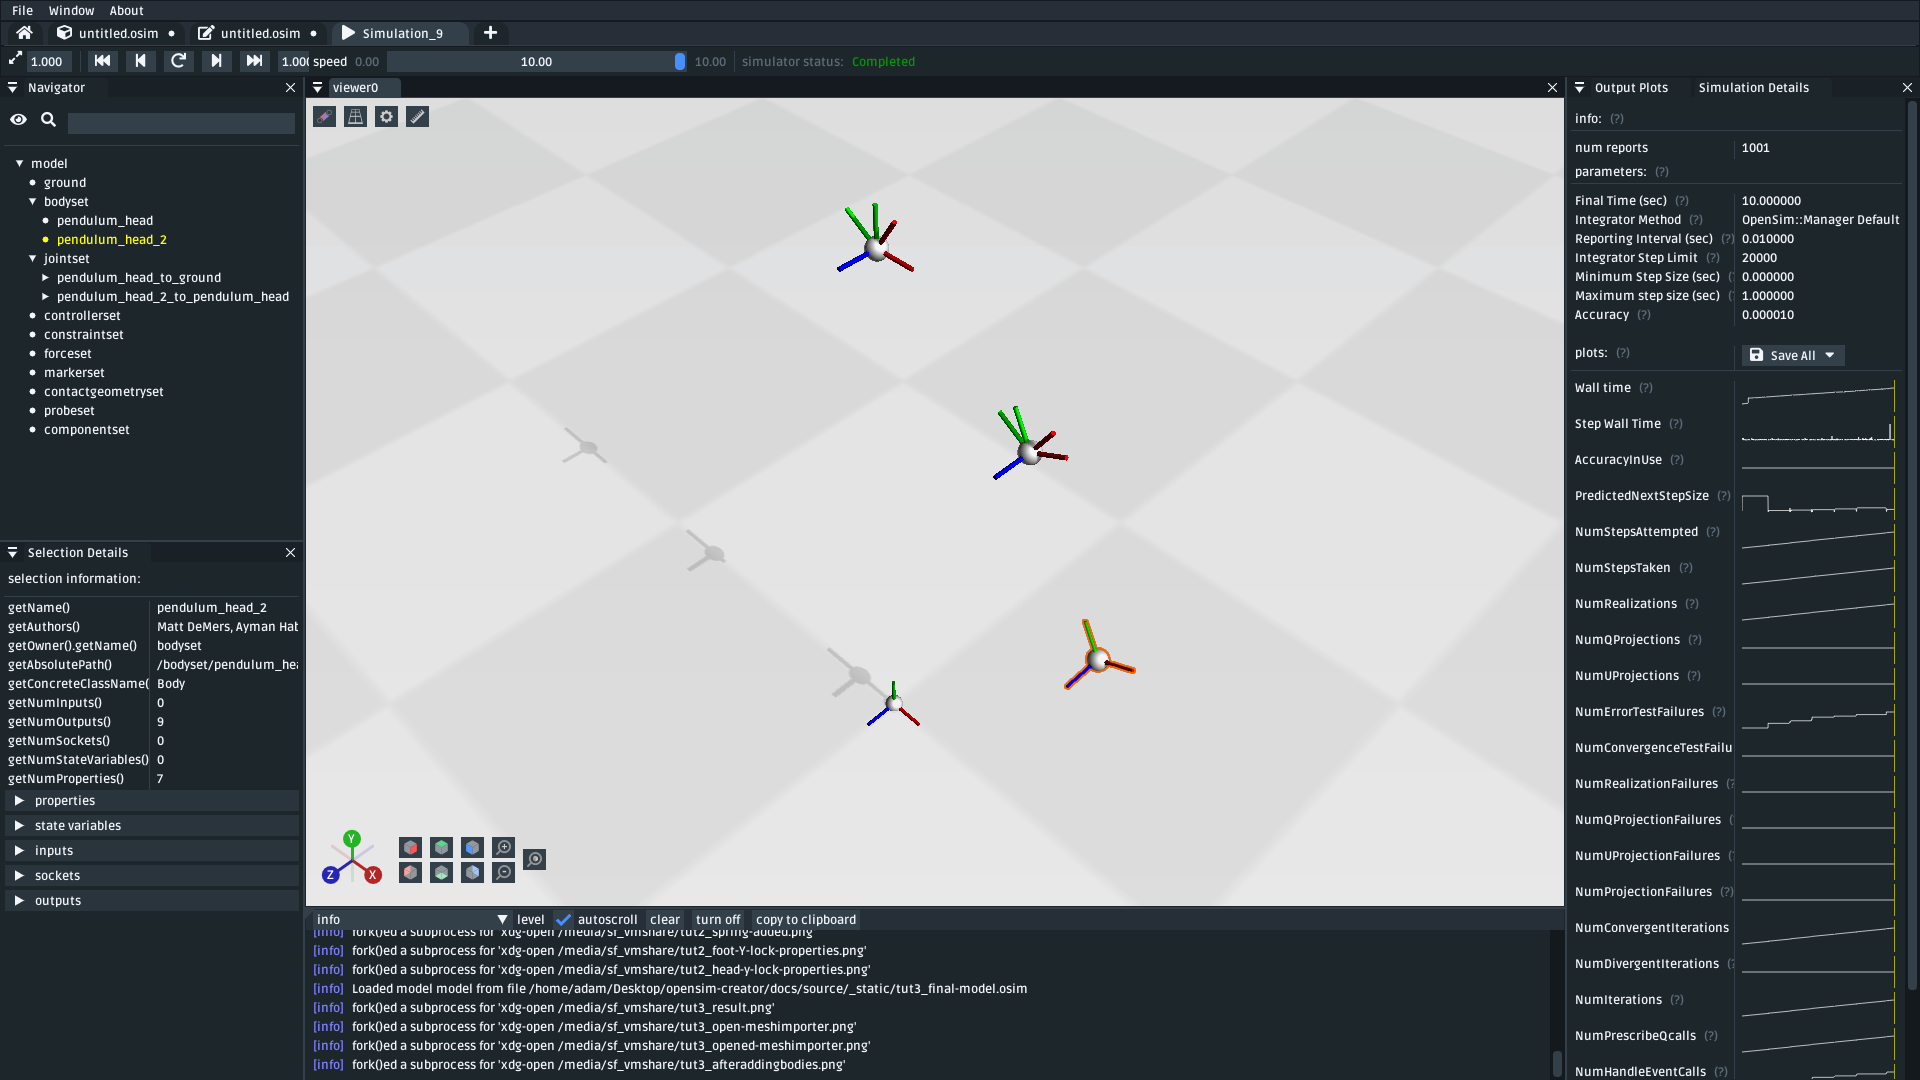 File Window About
untitled.osim untitled.osim Simulation_9
1.000 1.000 speed 0.00 10.00 10.00 simulator status: Completed
Navigator
model
ground
bodyset
pendulum_head
pendulum_head_2
jointset
pendulum_head_to_ground
pendulum_head_2_to_pendulum_head
controllerset
constraintset
forceset
markerset
contactgeometryset
probeset
componentset
Selection Details
selection information:
getName() pendulum_head_2
getAuthors() Matt DeMers, Ayman Hab
getOwner().getName() bodyset
getAbsolutePath() /bodyset/pendulum_hea
getConcreteClassName( Body
getNumInputs() 0
getNumOutputs() 9
getNumSockets() 0
getNumStateVariables() 0
getNumProperties() 7
properties
state variables
inputs
sockets
outputs
viewer0
Y
Z X
info level autoscroll clear turn off copy to clipboard
[info] fork()ed a subprocess for 'xdg-open /media/sf_vmshare/tut2_spring-added.png'
[info] fork()ed a subprocess for 'xdg-open /media/sf_vmshare/tut2_foot-Y-lock-properties.png'
[info] fork()ed a subprocess for 'xdg-open /media/sf_vmshare/tut2_head-y-lock-properties.png'
[info] Loaded model model from file /home/adam/Desktop/opensim-creator/docs/source/_static/tut3_final-model.osim
[info] fork()ed a subprocess for 'xdg-open /media/sf_vmshare/tut3_result.png'
[info] fork()ed a subprocess for 'xdg-open /media/sf_vmshare/tut3_open-meshimporter.png'
[info] fork()ed a subprocess for 'xdg-open /media/sf_vmshare/tut3_opened-meshimporter.png'
[info] fork()ed a subprocess for 'xdg-open /media/sf_vmshare/tut3_afteraddingbodies.png'
Output Plots Simulation Details
info: (?)
num reports 1001
parameters: (?)
Final Time (sec) (?) 10.000000
Integrator Method (?) OpenSim::Manager Default
Reporting Interval (sec) (?) 0.010000
Integrator Step Limit (?) 20000
Minimum Step Size (sec) (? 0.000000
Maximum step size (sec) (? 1.000000
Accuracy (?) 0.000010
plots: (?) Save All
Wall time (?)
Step Wall Time (?)
AccuracyInUse (?)
PredictedNextStepSize (?)
NumStepsAttempted (?)
NumStepsTaken (?)
NumRealizations (?)
NumQProjections (?)
NumUProjections (?)
NumErrorTestFailures (?)
NumConvergenceTestFailu
NumRealizationFailures (?
NumQProjectionFailures (
NumUProjectionFailures (
NumProjectionFailures (?)
NumConvergentIterations
NumDivergentIterations (?
NumIterations (?)
NumPrescribeQcalls (?)
NumHandleEventCalls (?)